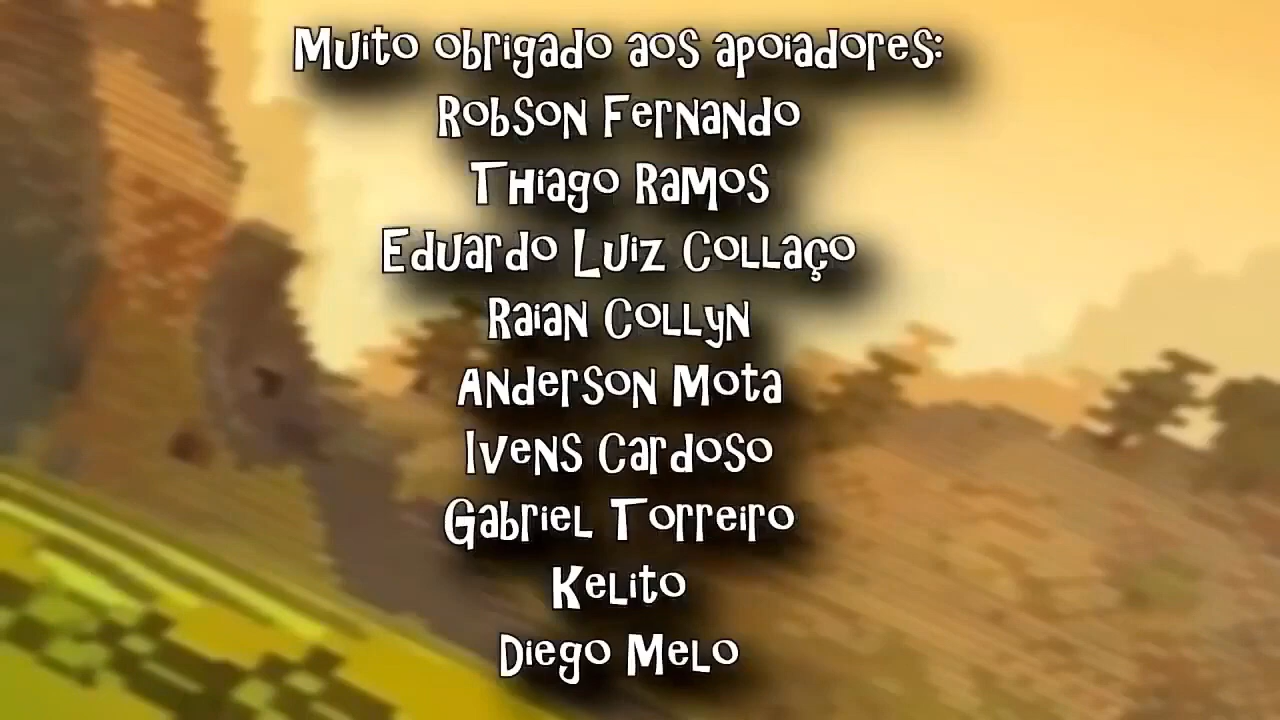 Muito obrigado aos apoiadores:
Robson Fernando
Thiago Ramos
Eduardo Luiz Collaço
Raian Collyn
Anderson Mota
Ivens Cardoso
Gabriel Torreiro
Kelito
Diego Melo